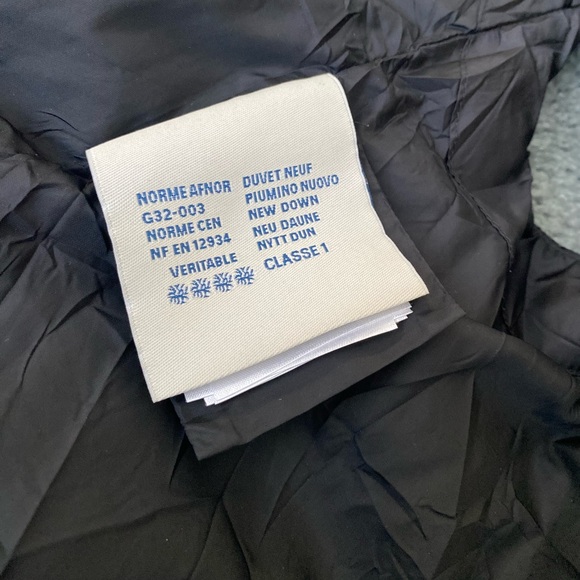 NORME AFNOR
G32-003
NORME CEN
NF EN 12934
VERITABLE
DUVET NEUF
PIUMINO NUOVO
NEW DOWN
NEU DAUNE
NYTT DUN
CLASSE 1